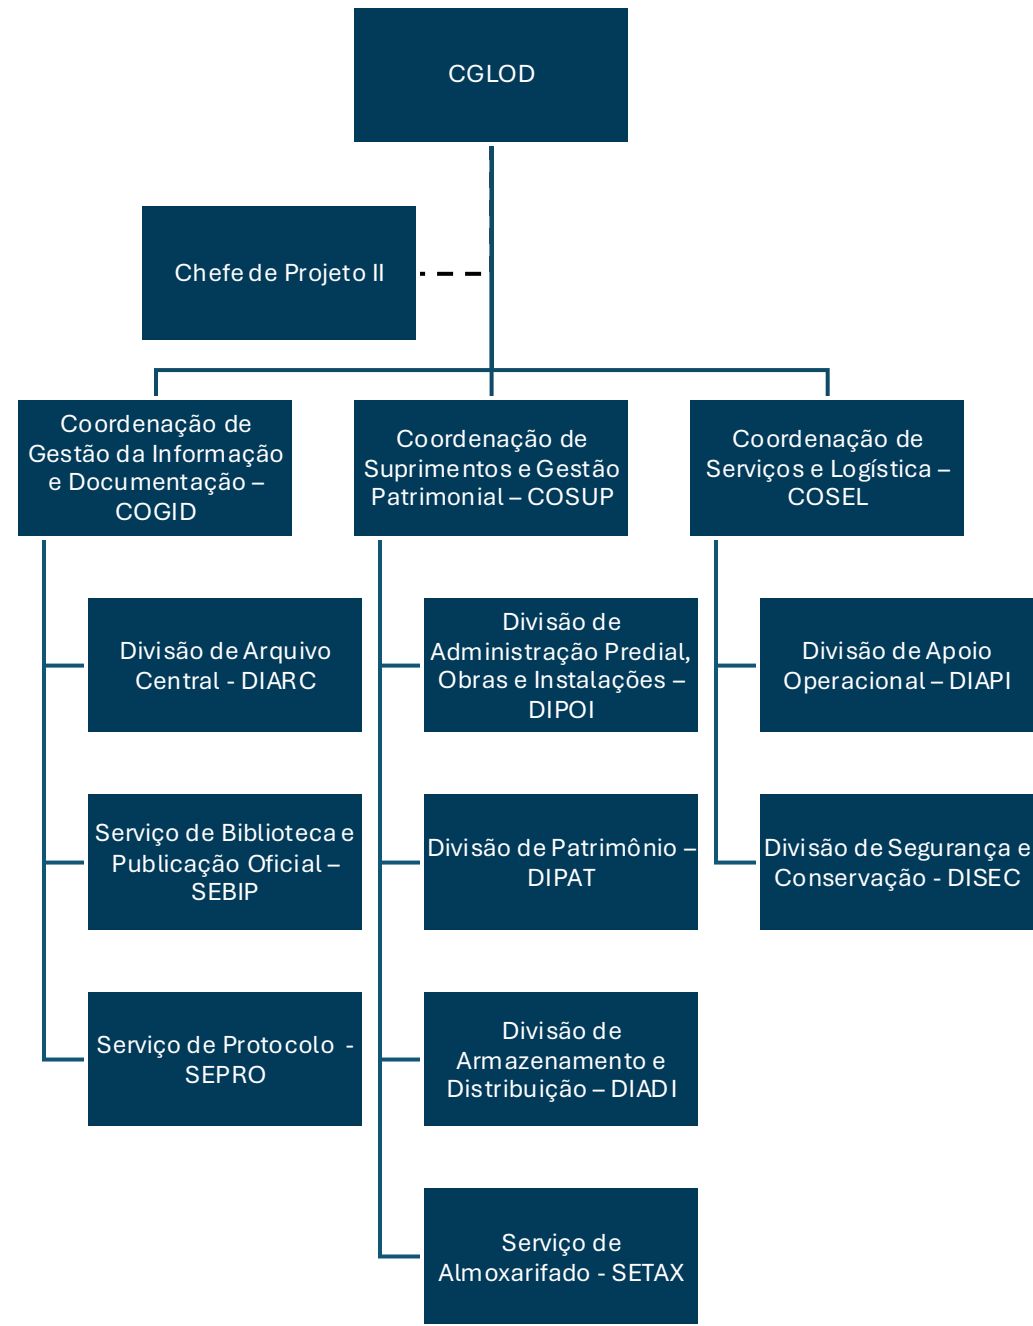 CGLOD
Chefe de Projeto II
Coordenação de
Gestão da Informação
e Documentação –
COGID
Coordenação de
Suprimentos e Gestão
Patrimonial – COSUP
Coordenação de
Serviços e Logística –
COSEL
Divisão de Arquivo
Central - DIARC
Divisão de
Administração Predial,
Obras e Instalações –
DIPOI
Divisão de Apoio
Operacional – DIAPI
Serviço de Biblioteca e
Publicação Oficial –
SEBIP
Divisão de Patrimônio –
DIPAT
Divisão de Segurança e
Conservação - DISEC
Serviço de Protocolo -
SEPRO
Divisão de
Armazenamento e
Distribuição – DIADI
Serviço de
Almoxarifado - SETAX